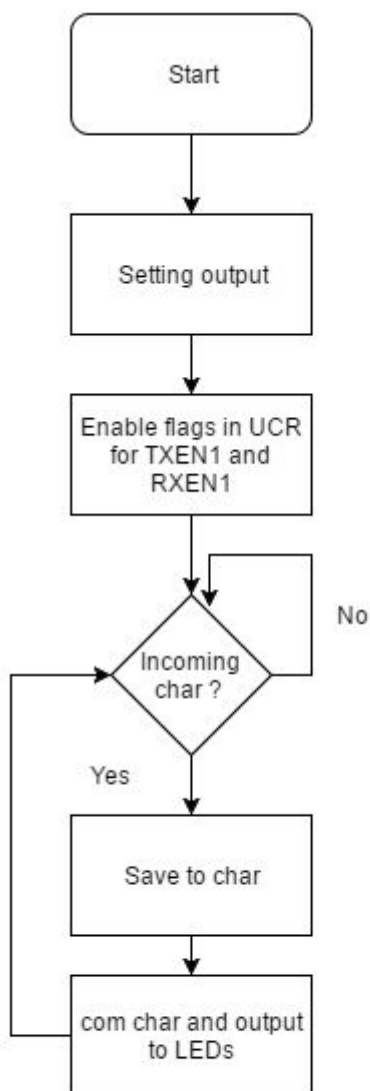 Start
Setting output
Enable flags in UCR
for TXEN1 and
RXEN1
Incoming
char ?
No
Yes
Save to char
com char and output
to LEDs